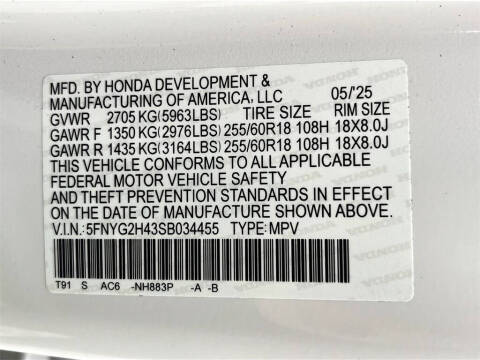 MFD. BY HONDA DEVELOPMENT &
MANUFACTURING OF AMERICA, LLC 05/'25
GVWR 2705 KG(5963LBS) TIRE SIZE RIM SIZE
GAWR F 1350 KG(2976LBS) 255/60R18 108H 18X8.0J
GAWR R 1435 KG(3164LBS) 255/60R18 108H 18X8.0J
THIS VEHICLE CONFORMS TO ALL APPLICABLE
FEDERAL MOTOR VEHICLE SAFETY
AND THEFT PREVENTION STANDARDS IN EFFECT
ON THE DATE OF MANUFACTURE SHOWN ABOVE.
V.I.N.:5FNYG2H43SB034455 TYPE:MPV
T91 S AC6 -NH883P -A -B